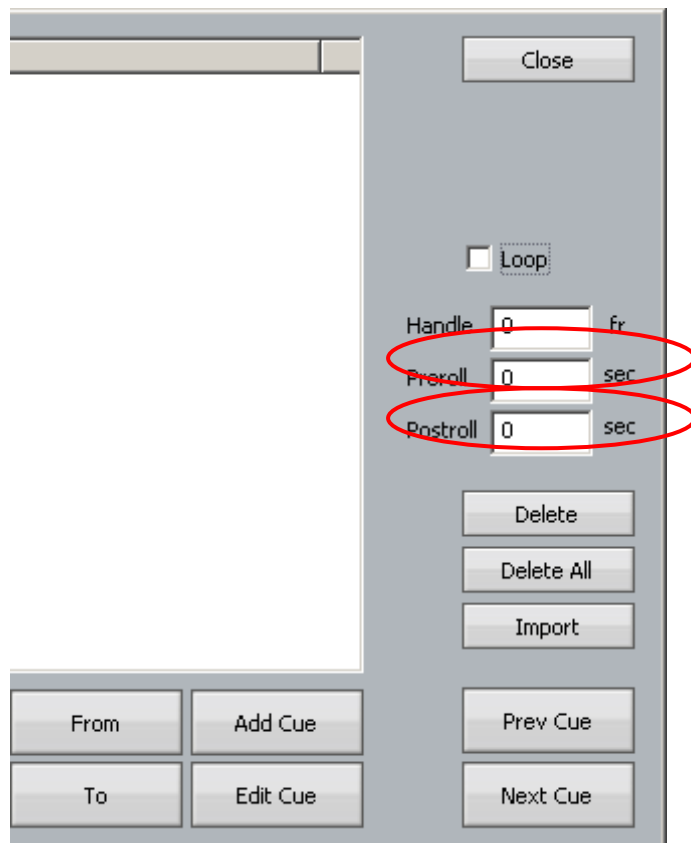 Close
Loop
Handle 0 fr
Preroll 0 sec
Postroll 0 sec
Delete
Delete All
Import
From Add Cue Prev Cue
To Edit Cue Next Cue